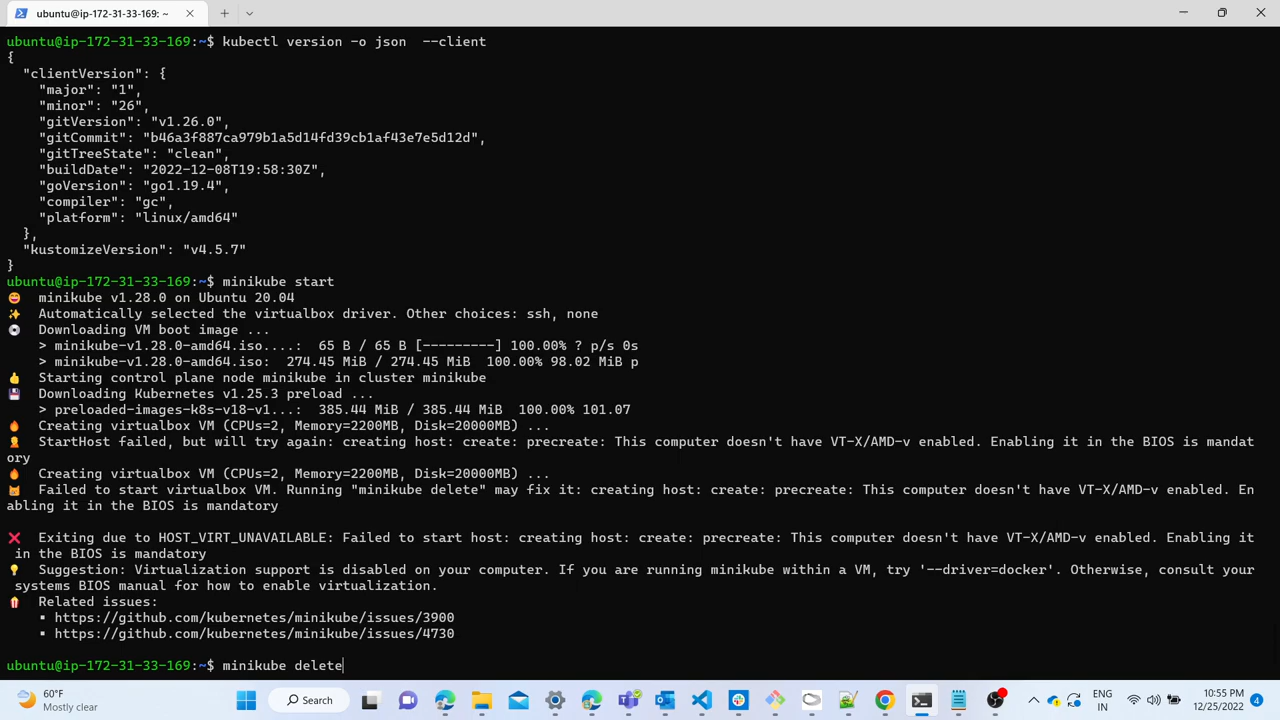 ubuntu@ip-172-31-33-169: ~
ubuntu@ip-172-31-33-169:~$ kubectl version -o json  --client
{
  "clientVersion": {
    "major": "1",
    "minor": "26",
    "gitVersion": "v1.26.0",
    "gitCommit": "b46a3f887ca979b1a5d14fd39cb1af43e7e5d12d",
    "gitTreeState": "clean",
    "buildDate": "2022-12-08T19:58:30Z",
    "goVersion": "go1.19.4",
    "compiler": "gc",
    "platform": "linux/amd64"
  },
  "kustomizeVersion": "v4.5.7"
}
ubuntu@ip-172-31-33-169:~$ minikube start
😄  minikube v1.28.0 on Ubuntu 20.04
✨  Automatically selected the virtualbox driver. Other choices: ssh, none
💿  Downloading VM boot image ...
    > minikube-v1.28.0-amd64.iso....:  65 B / 65 B [---------] 100.00% ? p/s 0s
    > minikube-v1.28.0-amd64.iso:  274.45 MiB / 274.45 MiB  100.00% 98.02 MiB p
👍  Starting control plane node minikube in cluster minikube
💾  Downloading Kubernetes v1.25.3 preload ...
    > preloaded-images-k8s-v18-v1...:  385.44 MiB / 385.44 MiB  100.00% 101.07
🔥  Creating virtualbox VM (CPUs=2, Memory=2200MB, Disk=20000MB) ...
🤦  StartHost failed, but will try again: creating host: create: precreate: This computer doesn't have VT-X/AMD-v enabled. Enabling it in the BIOS is mandat
ory
🔥  Creating virtualbox VM (CPUs=2, Memory=2200MB, Disk=20000MB) ...
😿  Failed to start virtualbox VM. Running "minikube delete" may fix it: creating host: create: precreate: This computer doesn't have VT-X/AMD-v enabled. En
abling it in the BIOS is mandatory
❌  Exiting due to HOST_VIRT_UNAVAILABLE: Failed to start host: creating host: create: precreate: This computer doesn't have VT-X/AMD-v enabled. Enabling it
 in the BIOS is mandatory
💡  Suggestion: Virtualization support is disabled on your computer. If you are running minikube within a VM, try '--driver=docker'. Otherwise, consult your
 systems BIOS manual for how to enable virtualization.
🍿  Related issues:
    ▪ https://github.com/kubernetes/minikube/issues/3900
    ▪ https://github.com/kubernetes/minikube/issues/4730
ubuntu@ip-172-31-33-169:~$ minikube delete
60°F
Mostly clear
Search
ENG
IN
10:55 PM
12/25/2022
4